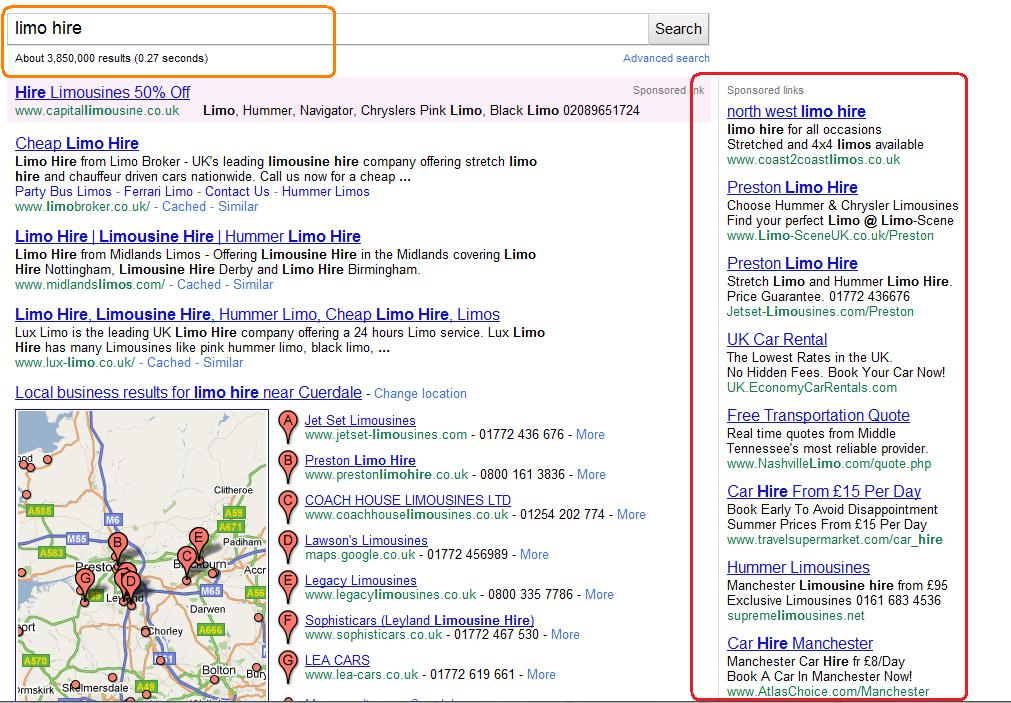 limo hire
Search
About 3,850,000 results (0.27 seconds)
Advanced search
Hire Limousines 50% Off
Sponsored link
www.capitallimousine.co.uk Limo, Hummer, Navigator, Chryslers Pink Limo, Black Limo 02089651724
Cheap Limo Hire
Limo Hire from Limo Broker - UK's leading limousine hire company offering stretch limo
hire and chauffeur driven cars nationwide. Call us now for a cheap ...
Party Bus Limos - Ferrari Limo - Contact Us - Hummer Limos
www.limobroker.co.uk/ - Cached - Similar
Limo Hire | Limousine Hire | Hummer Limo Hire
Limo Hire from Midlands Limos - Offering Limousine Hire in the Midlands covering Limo
Hire Nottingham, Limousine Hire Derby and Limo Hire Birmingham.
www.midlandslimos.com/ - Cached - Similar
Limo Hire, Limousine Hire, Hummer Limo, Cheap Limo Hire, Limos
Lux Limo is the leading UK Limo Hire company offering a 24 hours Limo service. Lux Limo
Hire has many Limousines like pink hummer limo, black limo, ...
www.lux-limo.co.uk/ - Cached - Similar
Local business results for limo hire near Cuerdale - Change location
Clitheroe
A585
M6
A59
A671
M55
A583
Padiham
B
E
C
Preston
Blackburn
G
D
Leyland
M65
A56
Darwen
Chorley
A666
A570
Bolton
Skelmersdale
A49
A
Jet Set Limousines
www.jetset-limousines.com - 01772 436 676 - More
B
Preston Limo Hire
www.prestonlimohire.co.uk - 0800 161 3836 - More
C
COACH HOUSE LIMOUSINES LTD
www.coachhouselimousines.co.uk - 01254 202 774 - More
D
Lawson's Limousines
maps.google.co.uk - 01772 456989 - More
E
Legacy Limousines
www.legacylimousines.co.uk - 0800 335 7786 - More
F
Sophisticars (Leyland Limousine Hire)
www.sophisticars.co.uk - 01772 467 530 - More
G
LEA CARS
www.lea-cars.co.uk - 01772 619 661 - More
Sponsored links
north west limo hire
limo hire for all occasions
Stretched and 4x4 limos available
www.coast2coastlimos.co.uk
Preston Limo Hire
Choose Hummer & Chrysler Limousines
Find your perfect Limo @ Limo-Scene
www.Limo-SceneUK.co.uk/Preston
Preston Limo Hire
Stretch Limo and Hummer Limo Hire.
Price Guarantee. 01772 436676
Jetset-Limousines.com/Preston
UK Car Rental
The Lowest Rates in the UK.
No Hidden Fees. Book Your Car Now!
UK.EconomyCarRentals.com
Free Transportation Quote
Real time quotes from Middle
Tennessee's most reliable provider.
www.NashvilleLimo.com/quote.php
Car Hire From £15 Per Day
Book Early To Avoid Disappointment
Summer Prices From £15 Per Day
www.travelsupermarket.com/car_hire
Hummer Limousines
Manchester Limousine hire from £95
Exclusive Limousines 0161 683 4536
supremelimousines.net
Car Hire Manchester
Manchester Car Hire fr £8/Day
Book A Car In Manchester Now!
www.AtlasChoice.com/Manchester